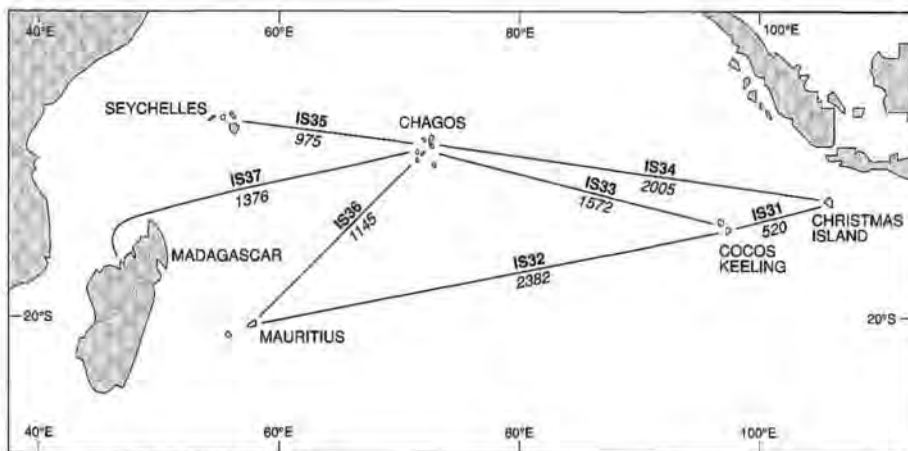 40°E
60°E
80°E
100°E
SEYCHELLES
IS35
975
CHAGOS
IS34
2005
IS37
1376
IS33
1572
IS36
1145
IS31
520
CHRISTMAS
ISLAND
MADAGASCAR
COCOS
KEELING
IS32
2382
20°S
MAURITIUS
20°S
40°E
60°E
80°E
100°E